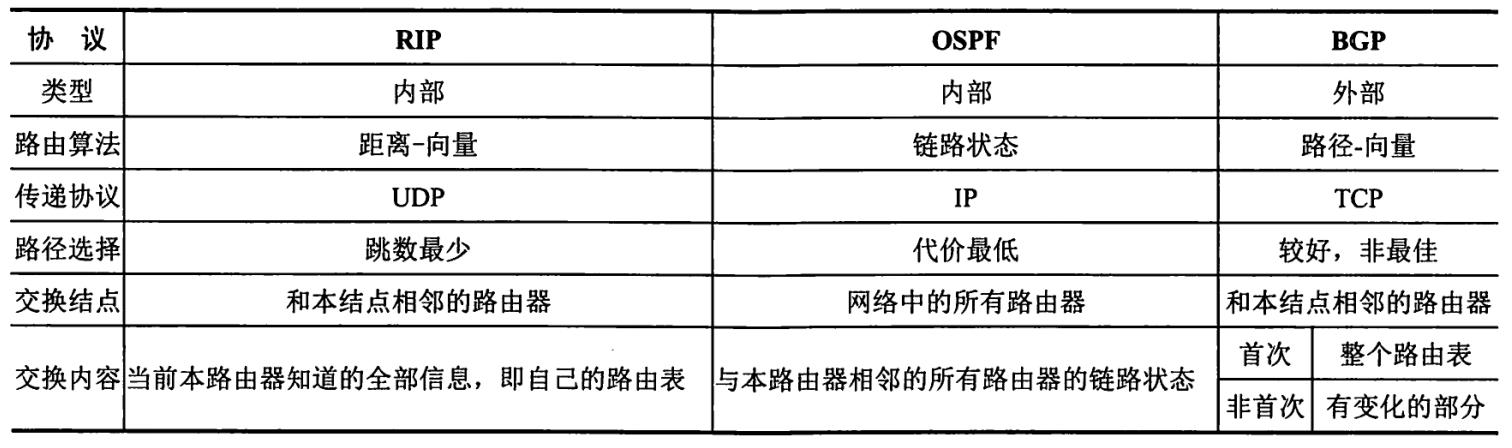 协 议 RIP OSPF BGP
类型 内部 内部 外部
路由算法 距离-向量 链路状态 路径-向量
传递协议 UDP IP TCP
路径选择 跳数最少 代价最低 较好，非最佳
交换结点 和本结点相邻的路由器 网络中的所有路由器 和本结点相邻的路由器
交换内容 当前本路由器知道的全部信息，即自己的路由表 与本路由器相邻的所有路由器的链路状态 首次 整个路由表
非首次 有变化的部分